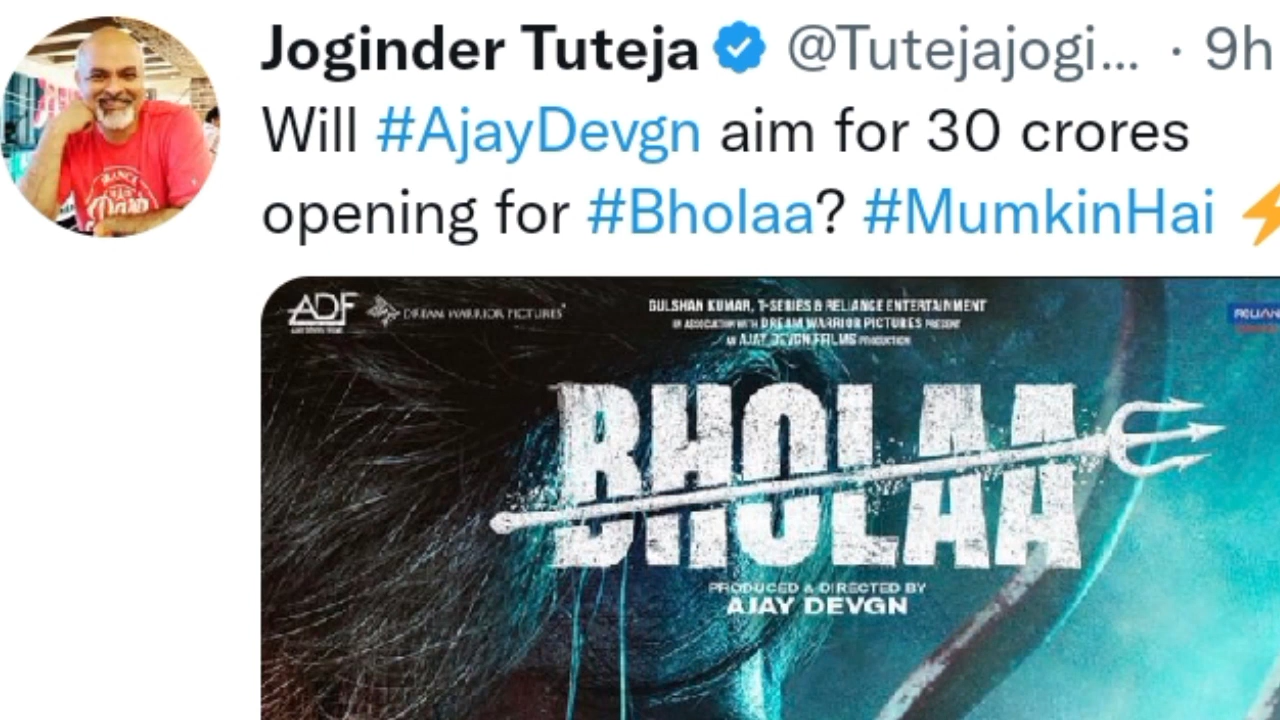 Joginder Tuteja @Tutejajogi... · 9h
Will #AjayDevgn aim for 30 crores
opening for #Bholaa? #MumkinHai ⚡
ADF DREAM WARRIOR PICTURES
GULSHAN KUMAR, T-SERIES & RELIANCE ENTERTAINMENT
IN ASSOCIATION WITH DREAM WARRIOR PICTURES PRESENT
AN AJAY DEVGN FFILMS PRODUCTION
BHOLAA
PRODUCED & DIRECTED BY
AJAY DEVGN